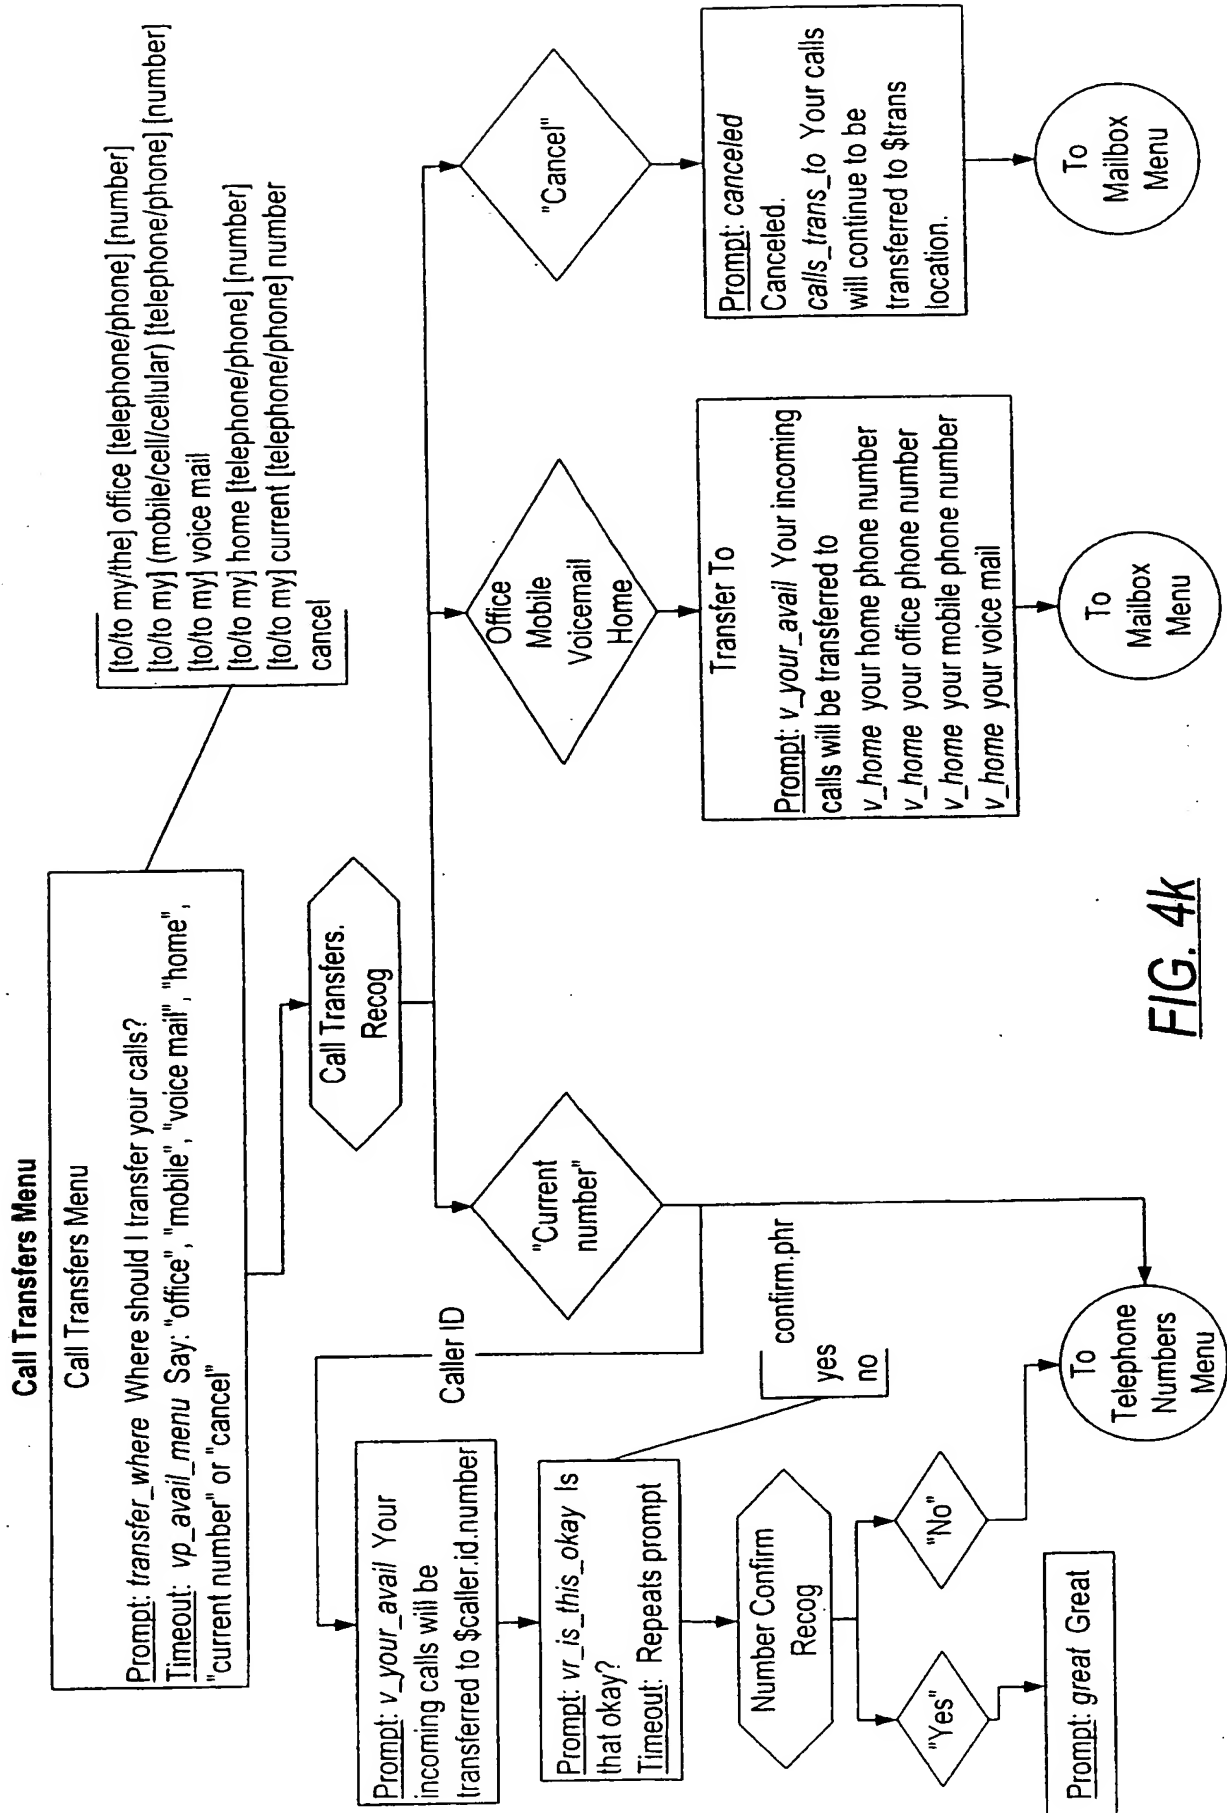 Call Transfers Menu
Call Transfers Menu
Prompt: transfer_where Where should I transfer your calls?
Timeout: vp_avail_menu Say: "office", "mobile", "voice mail", "home",
"current number" or "cancel"
[to/to my/the] office [telephone/phone] [number]
[to/to my] (mobile/cell/cellular) [telephone/phone] [number]
[to/to my] voice mail
[to/to my] home [telephone/phone] [number]
[to/to my] current [telephone/phone] number
cancel
Call Transfers.
Recog
Caller ID
"Current
number"
Office
Mobile
Voicemail
Home
"Cancel"
Prompt: v_your_avail Your
incoming calls will be
transferred to $caller.id.number
Prompt: vr_is_this_okay Is
that okay?
Timeout: Repeats prompt
confirm.phr
yes
no
Number Confirm
Recog
"Yes"
"No"
Prompt: great Great
To
Telephone
Numbers
Menu
Transfer To
Prompt: v_your_avail Your incoming
calls will be transferred to
v_home your home phone number
v_home your office phone number
v_home your mobile phone number
v_home your voice mail
To
Mailbox
Menu
Prompt: canceled
Canceled.
calls_trans_to Your calls
will continue to be
transferred to $trans
location.
To
Mailbox
Menu
FIG. 4k